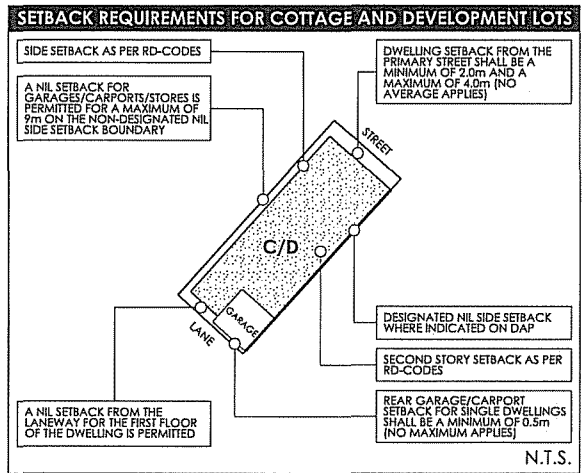 SETBACK REQUIREMENTS FOR COTTAGE AND DEVELOPMENT LOTS
SIDE SETBACK AS PER RD-CODES
A NIL SETBACK FOR
GARAGES/CARPORTS/STORES IS
PERMITTED FOR A MAXIMUM OF
9m ON THE NON-DESIGNATED NIL
SIDE SETBACK BOUNDARY
DWELLING SETBACK FROM THE
PRIMARY STREET SHALL BE A
MINIMUM OF 2.0m AND A
MAXIMUM OF 4.0m (NO
AVERAGE APPLIES)
STREET
C/D
GARAGE
LANE
DESIGNATED NIL SIDE SETBACK
WHERE INDICATED ON DAP
SECOND STORY SETBACK AS PER
RD-CODES
A NIL SETBACK FROM THE
LANEWAY FOR THE FIRST FLOOR
OF THE DWELLING IS PERMITTED
REAR GARAGE/CARPORT
SETBACK FOR SINGLE DWELLINGS
SHALL BE A MINIMUM OF 0.5m
(NO MAXIMUM APPLIES)
N.T.S.